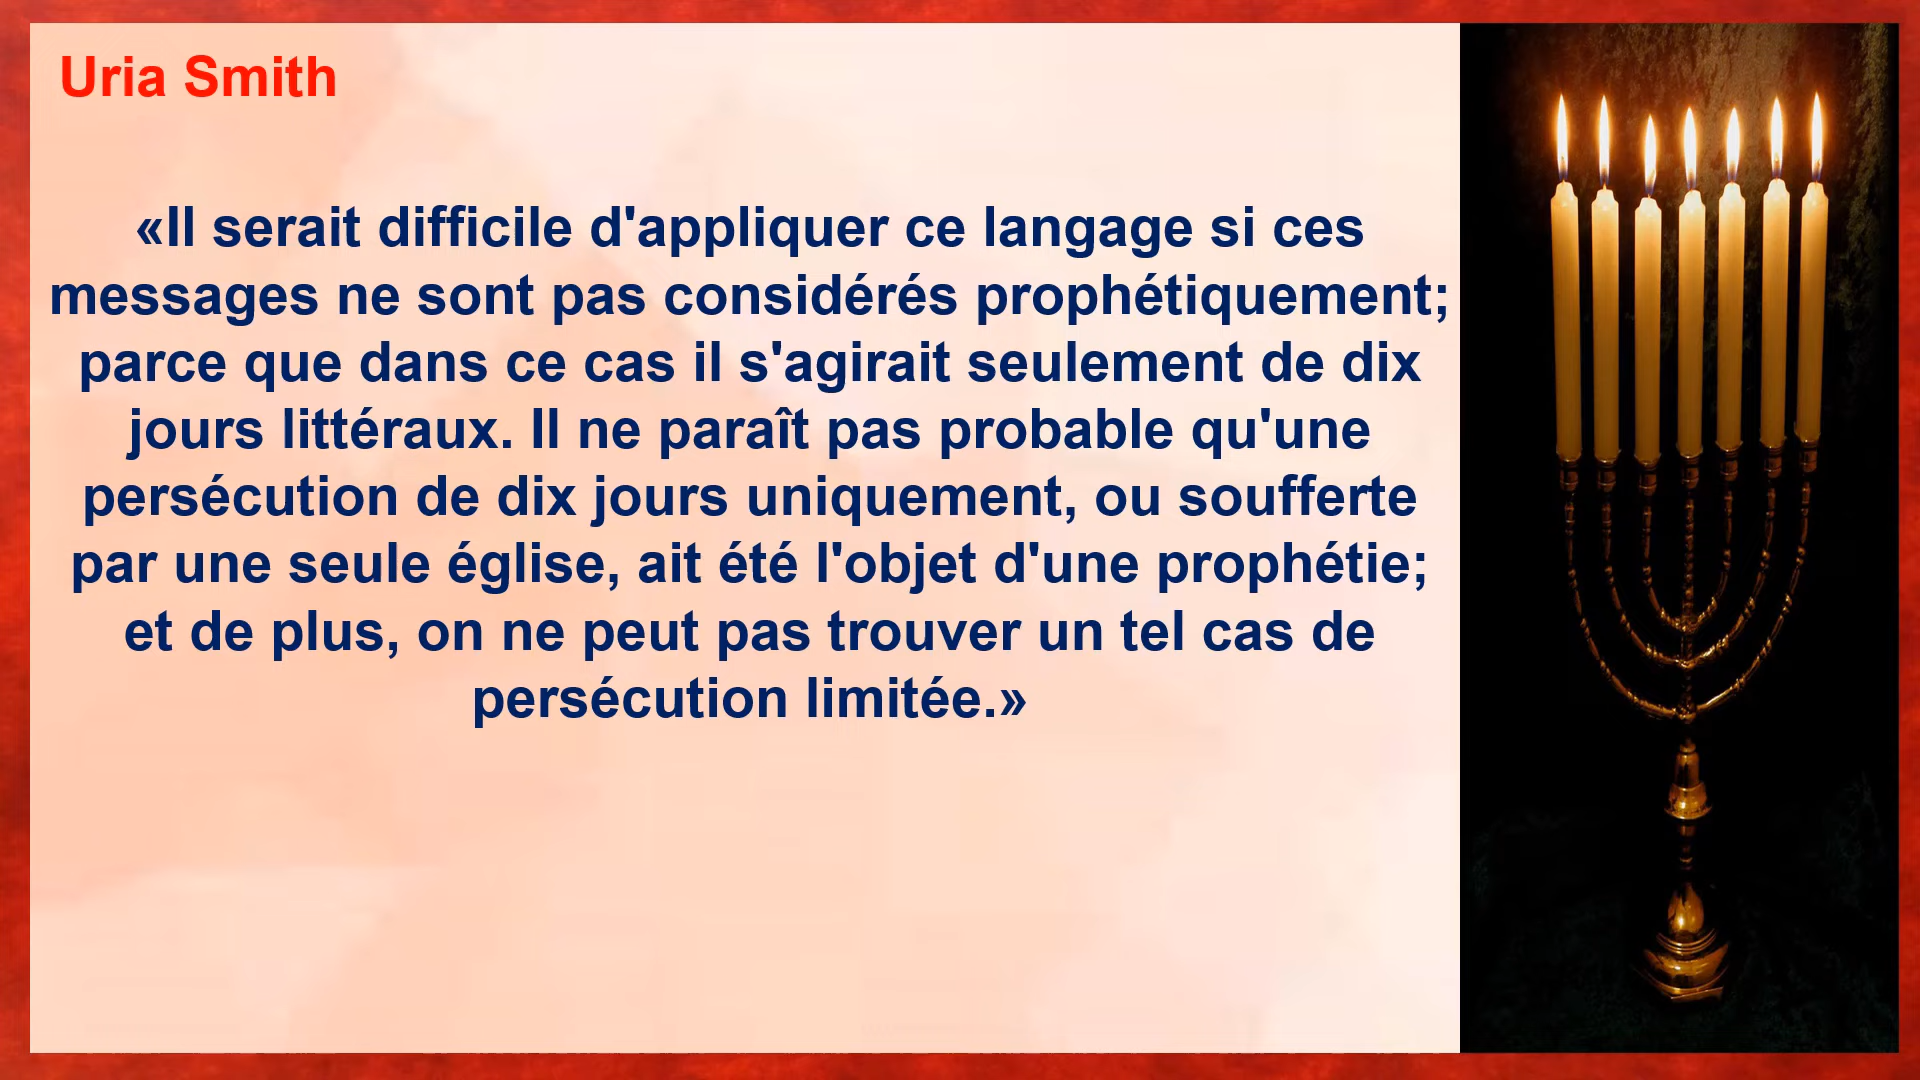 Uria Smith
«Il serait difficile d'appliquer ce langage si ces
messages ne sont pas considérés prophétiquement;
parce que dans ce cas il s'agirait seulement de dix
jours littéraux. Il ne paraît pas probable qu'une
persécution de dix jours uniquement, ou soufferte
par une seule église, ait été l'objet d'une prophétie;
et de plus, on ne peut pas trouver un tel cas de
persécution limitée.»